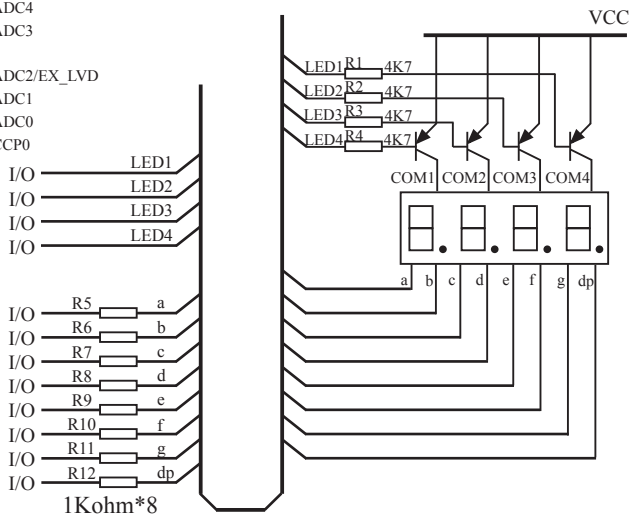 ADC4
ADC3
ADC2/EX_LVD
ADC1
ADC0
CCP0
I/O LED1
I/O LED2
I/O LED3
I/O LED4
I/O R5 a
I/O R6 b
I/O R7 c
I/O R8 d
I/O R9 e
I/O R10 f
I/O R11 g
I/O R12 dp
1Kohm*8
VCC
LED1 R1 4K7
LED2 R2 4K7
LED3 R3 4K7
LED4 R4 4K7
COM1 COM2 COM3 COM4
a b c d e f g dp